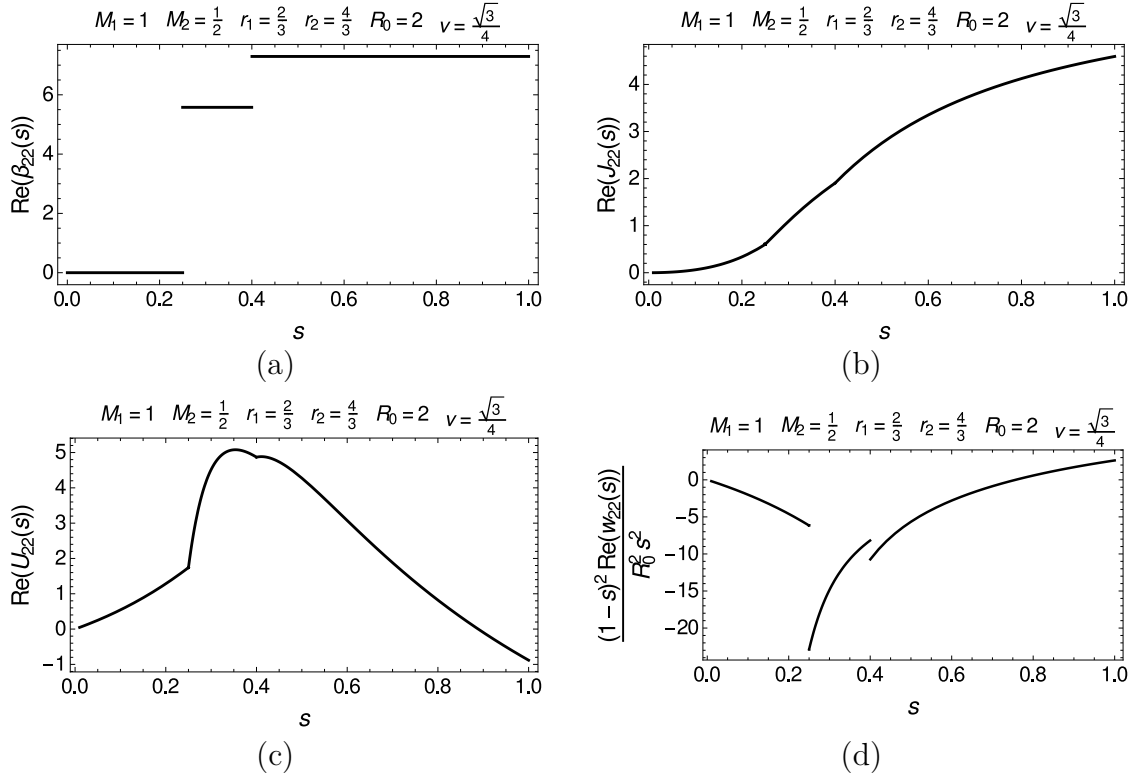 M₁ = 1 M₂ = 1/2 r₁ = 2/3 r₂ = 4/3 R₀ = 2 v = √3/4
Re(β₂₂(s))
6
4
2
0
0.0 0.2 0.4 0.6 0.8 1.0
s
(a)
M₁ = 1 M₂ = 1/2 r₁ = 2/3 r₂ = 4/3 R₀ = 2 v = √3/4
Re(J₂₂(s))
4
3
2
1
0
0.0 0.2 0.4 0.6 0.8 1.0
s
(b)
M₁ = 1 M₂ = 1/2 r₁ = 2/3 r₂ = 4/3 R₀ = 2 v = √3/4
Re(U₂₂(s))
5
4
3
2
1
0
−1
0.0 0.2 0.4 0.6 0.8 1.0
s
(c)
M₁ = 1 M₂ = 1/2 r₁ = 2/3 r₂ = 4/3 R₀ = 2 v = √3/4
(1 − s)² Re(w₂₂(s)) / R₀² s²
0
−5
−10
−15
−20
0.0 0.2 0.4 0.6 0.8 1.0
s
(d)